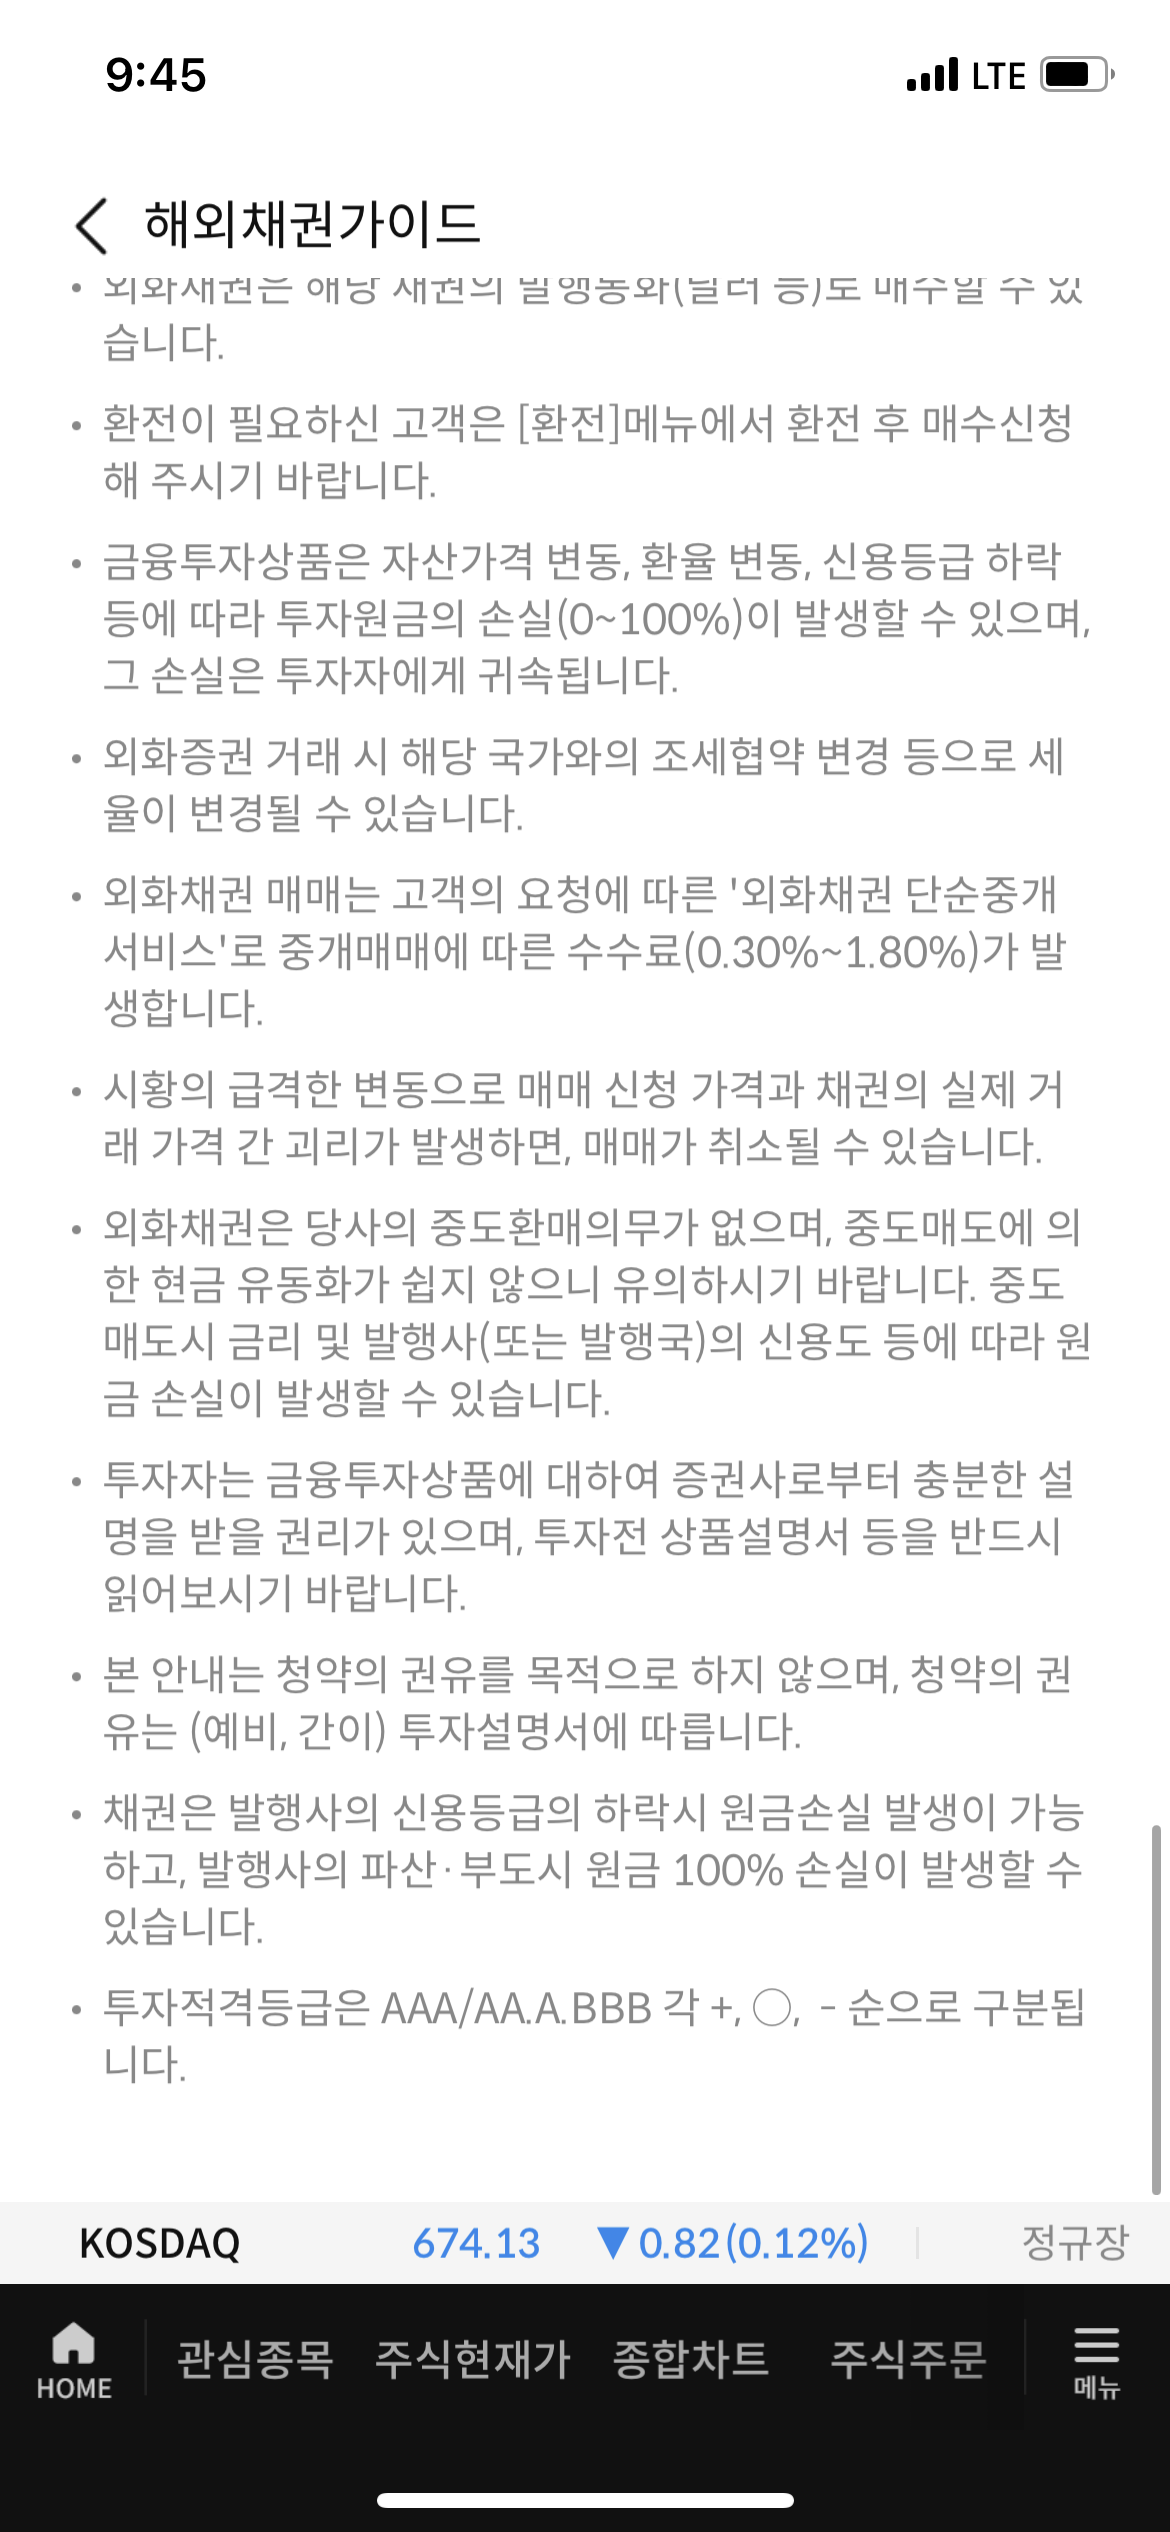 9:45
LTE
해외채권가이드
• 외화채권은 해당 채권의 발행통화(달러 등)로 매수할 수 있
습니다.
• 환전이 필요하신 고객은 [환전]메뉴에서 환전 후 매수신청
해 주시기 바랍니다.
• 금융투자상품은 자산가격 변동, 환율 변동, 신용등급 하락
등에 따라 투자원금의 손실(0~100%)이 발생할 수 있으며,
그 손실은 투자자에게 귀속됩니다.
• 외화증권 거래 시 해당 국가와의 조세협약 변경 등으로 세
율이 변경될 수 있습니다.
• 외화채권 매매는 고객의 요청에 따른 '외화채권 단순중개
서비스'로 중개매매에 따른 수수료(0.30%~1.80%)가 발
생합니다.
• 시황의 급격한 변동으로 매매 신청 가격과 채권의 실제 거
래 가격 간 괴리가 발생하면, 매매가 취소될 수 있습니다.
• 외화채권은 당사의 중도환매의무가 없으며, 중도매도에 의
한 현금 유동화가 쉽지 않으니 유의하시기 바랍니다. 중도
매도시 금리 및 발행사(또는 발행국)의 신용도 등에 따라 원
금 손실이 발생할 수 있습니다.
• 투자자는 금융투자상품에 대하여 증권사로부터 충분한 설
명을 받을 권리가 있으며, 투자전 상품설명서 등을 반드시
읽어보시기 바랍니다.
• 본 안내는 청약의 권유를 목적으로 하지 않으며, 청약의 권
유는 (예비, 간이) 투자설명서에 따릅니다.
• 채권은 발행사의 신용등급의 하락시 원금손실 발생이 가능
하고, 발행사의 파산·부도시 원금 100% 손실이 발생할 수
있습니다.
• 투자적격등급은 AAA/AA.A.BBB 각 +, ◯, - 순으로 구분됩
니다.
KOSDAQ 674.13 ▼0.82(0.12%) 정규장
HOME 관심종목 주식현재가 종합차트 주식주문 메뉴